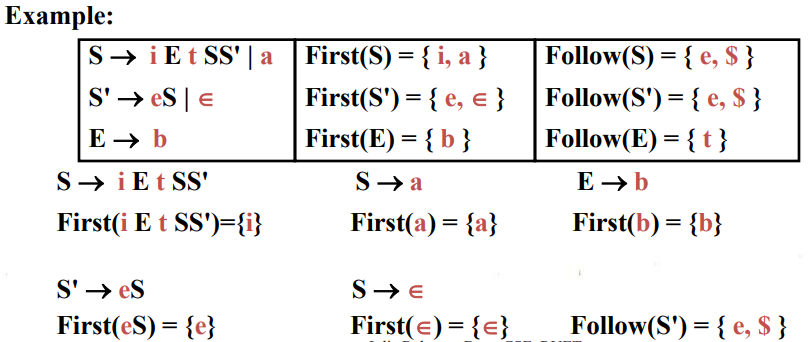 Example:
S → i E t SS' | a First(S) = { i, a } Follow(S) = { e, $ }
S' → eS | ∈ First(S') = { e, ∈ } Follow(S') = { e, $ }
E → b First(E) = { b } Follow(E) = { t }
S → i E t SS' S → a E → b
First(i E t SS')={i} First(a) = {a} First(b) = {b}
S' → eS S → ∈
First(eS) = {e} First(∈) = {∈} Follow(S') = { e, $ }